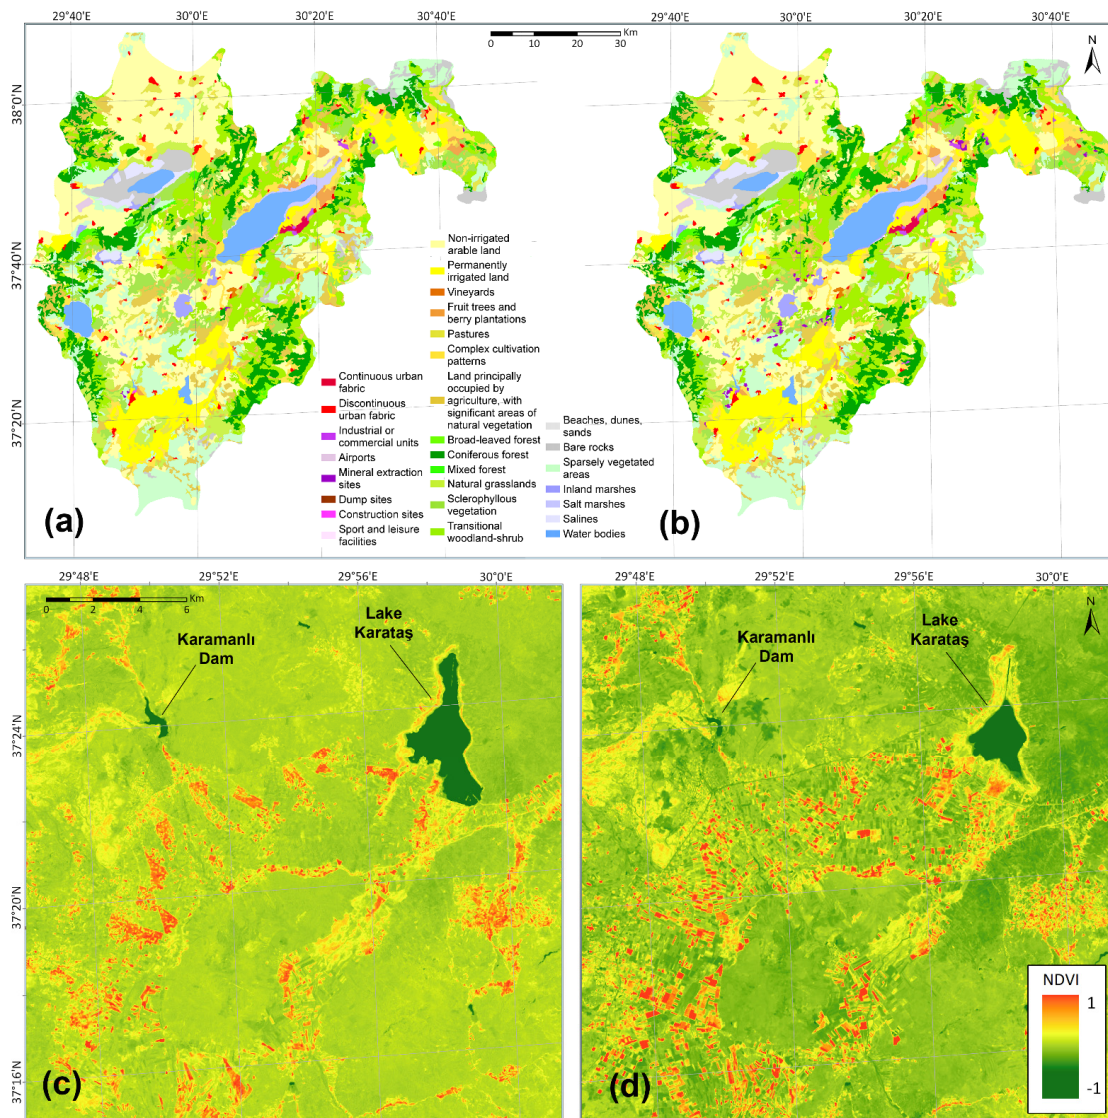 29°40'E 30°0'E 30°20'E 29°40'E 30°0'E 30°20'E 30°40'E
0 10 20 30 Km
N
38°0'N
37°40'N
37°20'N
Non-irrigated
arable land
Permanently
irrigated land
Vineyards
Fruit trees and
berry plantations
Pastures
Complex cultivation
patterns
Continuous urban
fabric
Discontinuous
urban fabric
Industrial or
commercial units
Airports
Mineral extraction
sites
Dump sites
Construction sites
Sport and leisure
facilities
Land principally
occupied by
agriculture, with
significant areas of
natural vegetation
Broad-leaved forest
Coniferous forest
Mixed forest
Natural grasslands
Sclerophyllous
vegetation
Transitional
woodland-shrub
Beaches, dunes,
sands
Bare rocks
Sparsely vegetated
areas
Inland marshes
Salt marshes
Salines
Water bodies
(a)
(b)
29°48'E 29°52'E 29°56'E 30°0'E 29°48'E 29°52'E 29°56'E 30°0'E
0 2 4 6 Km
N
Karamanlı
Dam
Lake
Karataş
Karamanlı
Dam
Lake
Karataş
37°24'N
37°20'N
37°16'N
NDVI
1
-1
(c)
(d)